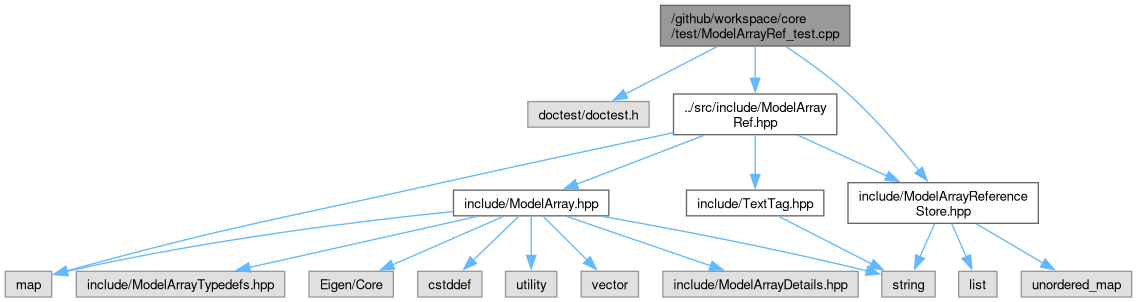 /github/workspace/core
/test/ModelArrayRef_test.cpp
doctest/doctest.h
../src/include/ModelArray
Ref.hpp
include/ModelArray.hpp
include/TextTag.hpp
include/ModelArrayReference
Store.hpp
map
include/ModelArrayTypedefs.hpp
Eigen/Core
cstddef
utility
vector
include/ModelArrayDetails.hpp
string
list
unordered_map